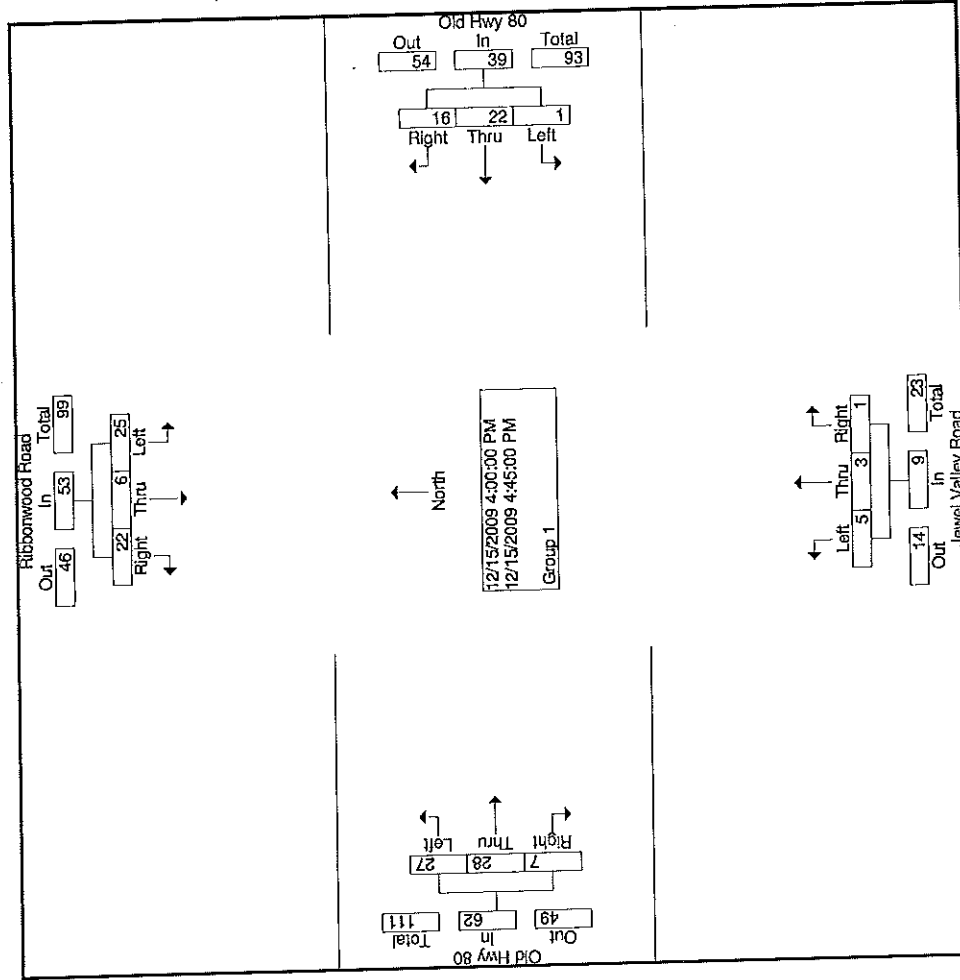 Old Hwy 80
Out In Total
54 39 93
16 22 1
Right Thru Left
Ribbonwood Road
Out In Total
46 53 99
22 6 25
Right Thru Left
North
12/15/2009 4:00:00 PM
12/15/2009 4:45:00 PM
Group 1
Left Thru Right
5 3 1
14 9 23
Out In Total
Jewel Valley Road
Left Thru Right
27 28 7
111 62 49
Total In Out
Old Hwy 80